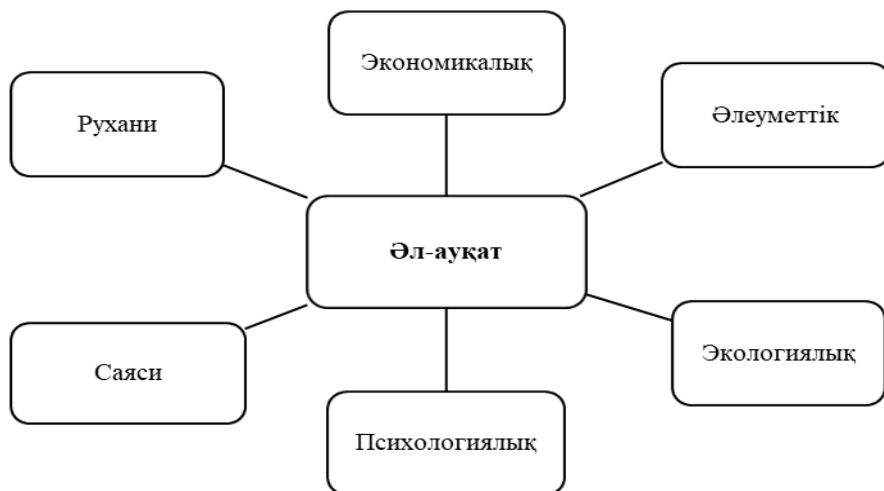 Экономикалық
Рухани
Әлеуметтік
Әл-ауқат
Саяси
Экологиялық
Психологиялық